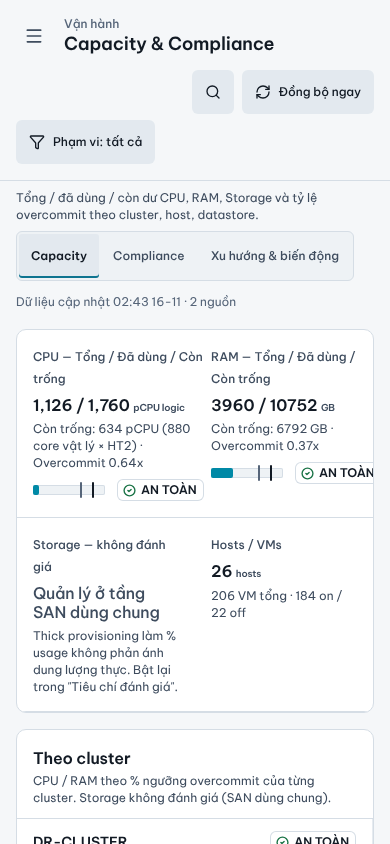 Vận hành
Capacity & Compliance
Đồng bộ ngay
Phạm vi: tất cả
Tổng / đã dùng / còn dư CPU, RAM, Storage và tỷ lệ
overcommit theo cluster, host, datastore.
Capacity
Compliance
Xu hướng & biến động
Dữ liệu cập nhật 02:43 16-11 · 2 nguồn
CPU — Tổng / Đã dùng / Còn
trống
1,126 / 1,760 pCPU logic
Còn trống: 634 pCPU (880
core vật lý × HT2) ·
Overcommit 0.64x
AN TOÀN
RAM — Tổng / Đã dùng /
Còn trống
3960 / 10752 GB
Còn trống: 6792 GB ·
Overcommit 0.37x
AN TOÀN
Storage — không đánh
giá
Quản lý ở tầng
SAN dùng chung
Thick provisioning làm %
usage không phản ánh
dung lượng thực. Bật lại
trong "Tiêu chí đánh giá".
Hosts / VMs
26 hosts
206 VM tổng · 184 on /
22 off
Theo cluster
CPU / RAM theo % ngưỡng overcommit của từng
cluster. Storage không đánh giá (SAN dùng chung).
DR-CLUSTER
AN TOÀN